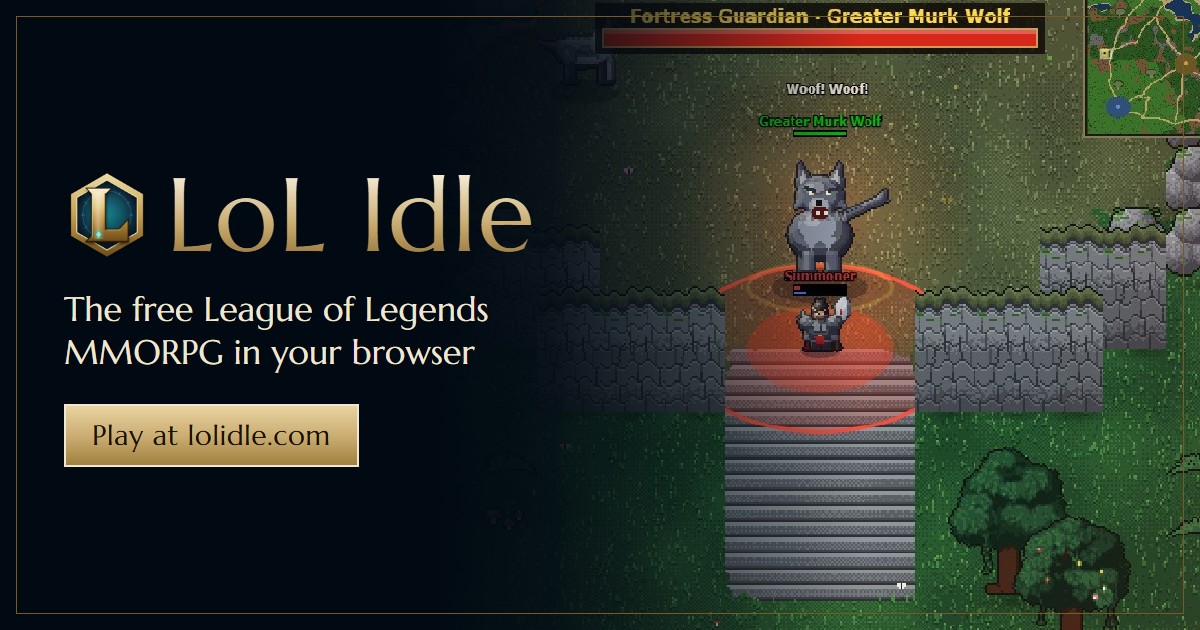 Fortress Guardian - Greater Murk Wolf
Woof! Woof!
Greater Murk Wolf
L LoL Idle
Summoner
The free League of Legends
MMORPG in your browser
Play at lolidle.com